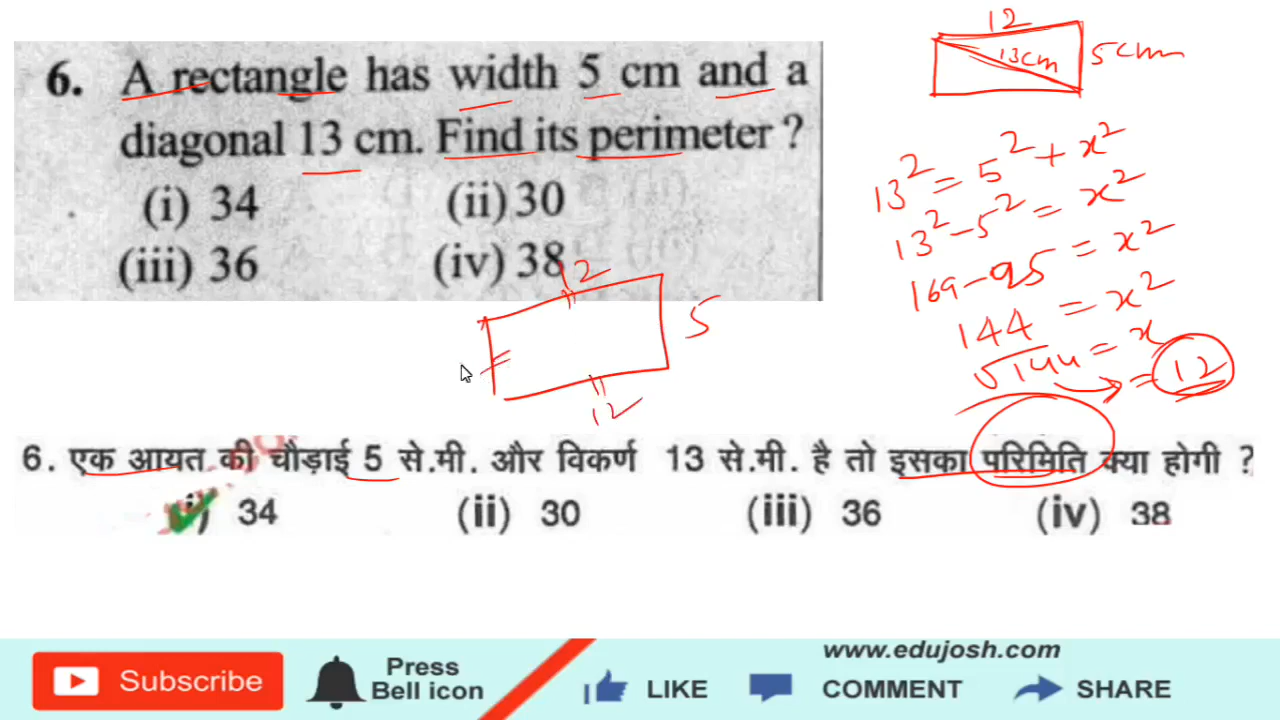 6. A rectangle has width 5 cm and a
diagonal 13 cm. Find its perimeter ?
(i) 34 (ii) 30
(iii) 36 (iv) 38
12
13cm
5cm
13² = 5² + x²
13² - 5² = x²
169 - 25 = x²
144 = x²
√144 = x
= 12
12
5
12
6. एक आयत की चौड़ाई 5 से.मी. और विकर्ण 13 से.मी. है तो इसका परिमिति क्या होगी ?
34 (ii) 30 (iii) 36 (iv) 38
Subscribe
Press
Bell icon
LIKE
COMMENT
SHARE
www.edujosh.com